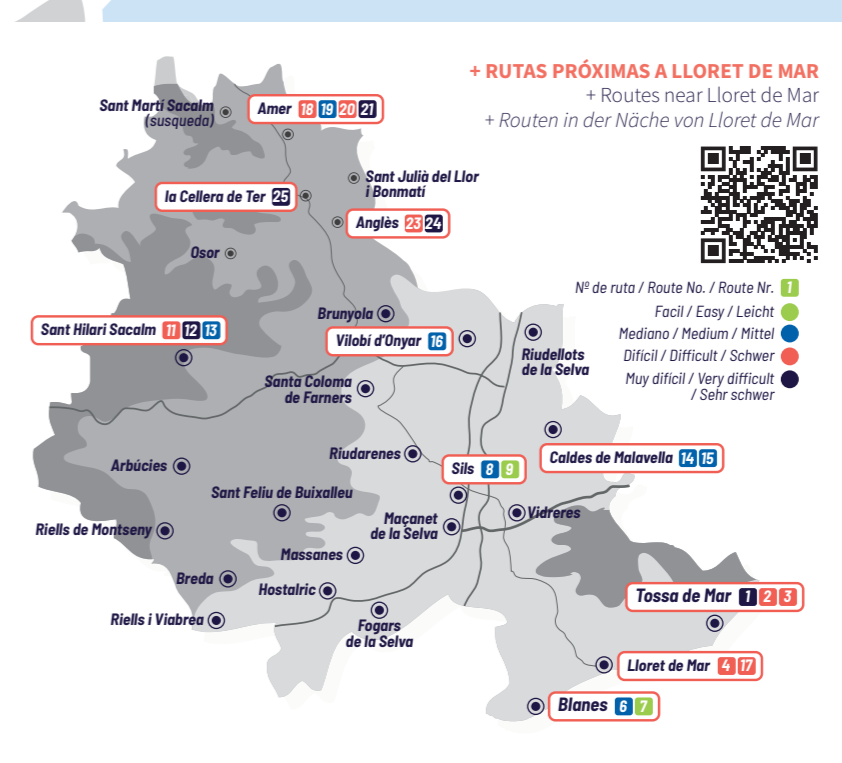 + RUTAS PRÓXIMAS A LLORET DE MAR
+ Routes near Lloret de Mar
+ Routen in der Näche von Lloret de Mar
Sant Martí Sacalm
(susqueda)
Amer 18 19 20 21
Sant Julià del Llor
i Bonmatí
la Cellera de Ter 25
Anglès 23 24
Osor
Nº de ruta / Route No. / Route Nr. 1
Facil / Easy / Leicht
Mediano / Medium / Mittel
Difícil / Difficult / Schwer
Muy difícil / Very difficult
/ Sehr schwer
Brunyola
Sant Hilari Sacalm 11 12 13
Vilobí d'Onyar 16
Riudellots
de la Selva
Santa Coloma
de Farners
Riudarenes
Caldes de Malavella 14 15
Sils 8 9
Arbúcies
Sant Feliu de Buixalleu
Maçanet
de la Selva
Vidreres
Riells de Montseny
Massanes
Breda
Hostalric
Tossa de Mar 1 2 3
Riells i Viabrea
Fogars
de la Selva
Lloret de Mar 4 17
Blanes 6 7